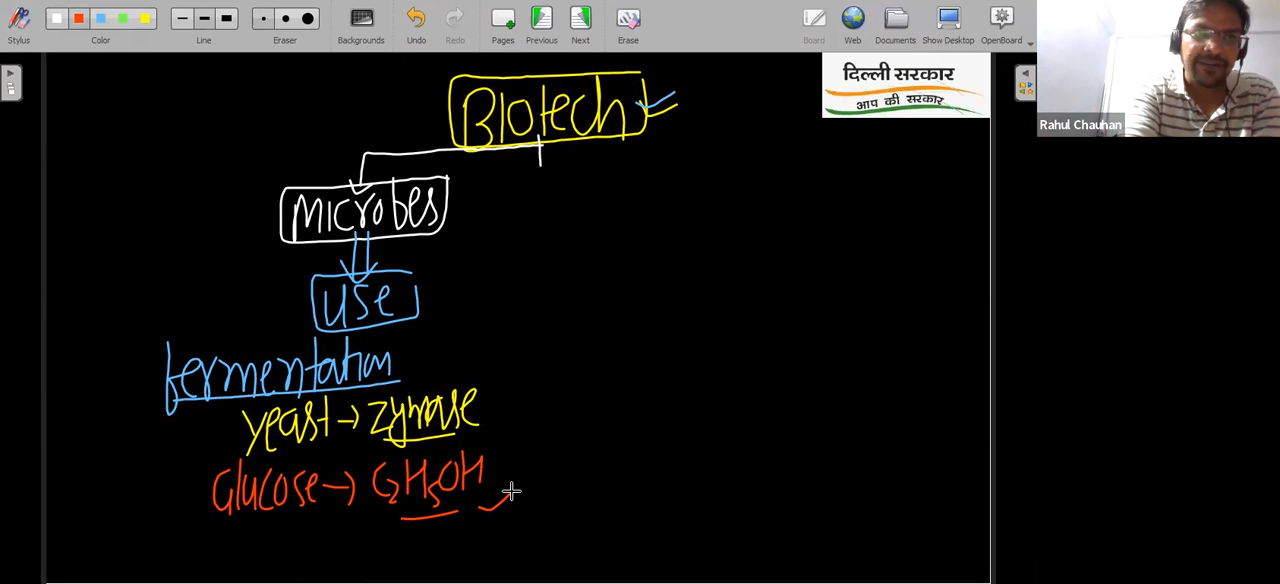 Stylus
Color
Line
Eraser
Backgrounds
Undo
Redo
Pages
Previous
Next
Erase
Board
Web
Documents
Show Desktop
OpenBoard
Rahul Chauhan
दिल्ली सरकार
आप की सरकार
Biotech
Microbes
use
fermentation
yeast → Zymase
Glucose → C₂H₅OH